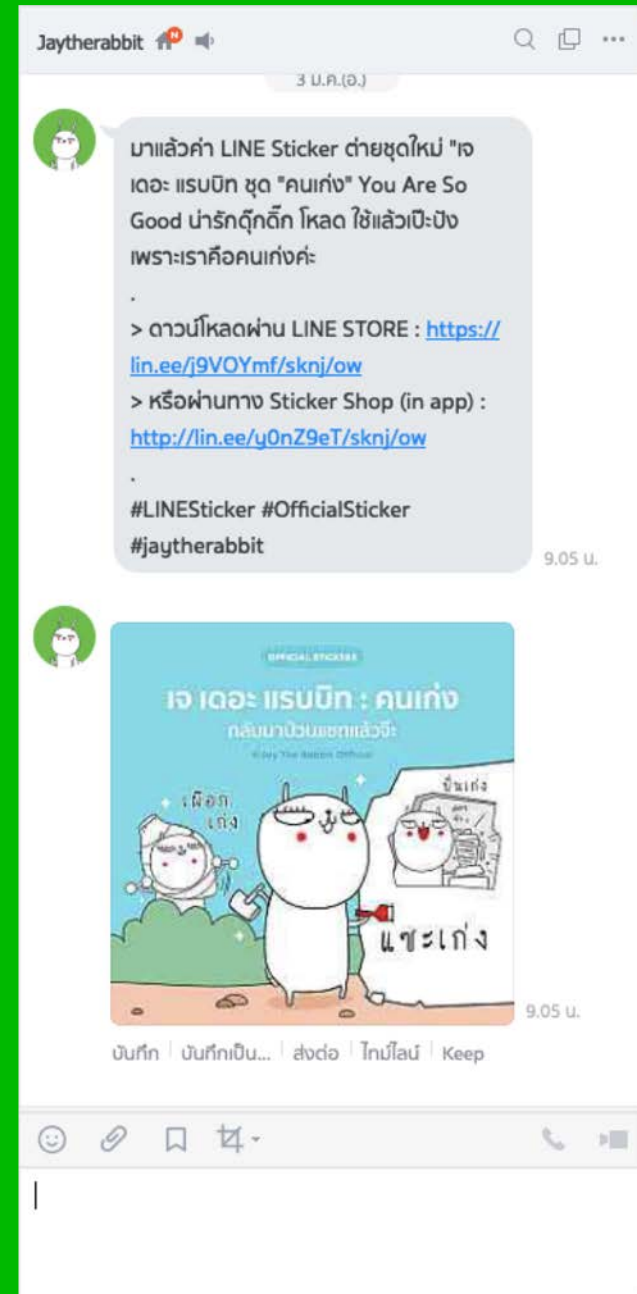 Jaytherabbit
3 ม.ค.(อ.)
มาแล้วค่า LINE Sticker ต่ายชุดใหม่ "เจ
เดอะ แรบบิท ชุด "คนเก่ง" You Are So
Good น่ารักดุ๊กดิ๊ก โหลด ใช้แล้วเป๊ะปัง
เพราะเราคือคนเก่งค่ะ
.
> ดาวน์โหลดผ่าน LINE STORE : https://
lin.ee/j9VOYmf/sknj/ow
> หรือผ่านทาง Sticker Shop (in app) :
http://lin.ee/y0nZ9eT/sknj/ow
.
#LINESticker #OfficialSticker
#jaytherabbit
9.05 น.
OFFICIAL STICKER
เจ เดอะ แรบบิท : คนเก่ง
กลับมาป่วนแชทแล้วจ๊ะ
© Jay The Rabbit Official
เผือก
เก่ง
ปั่นเก่ง
แซะเก่ง
9.05 น.
บันทึก บันทึกเป็น... ส่งต่อ ไทม์ไลน์ Keep